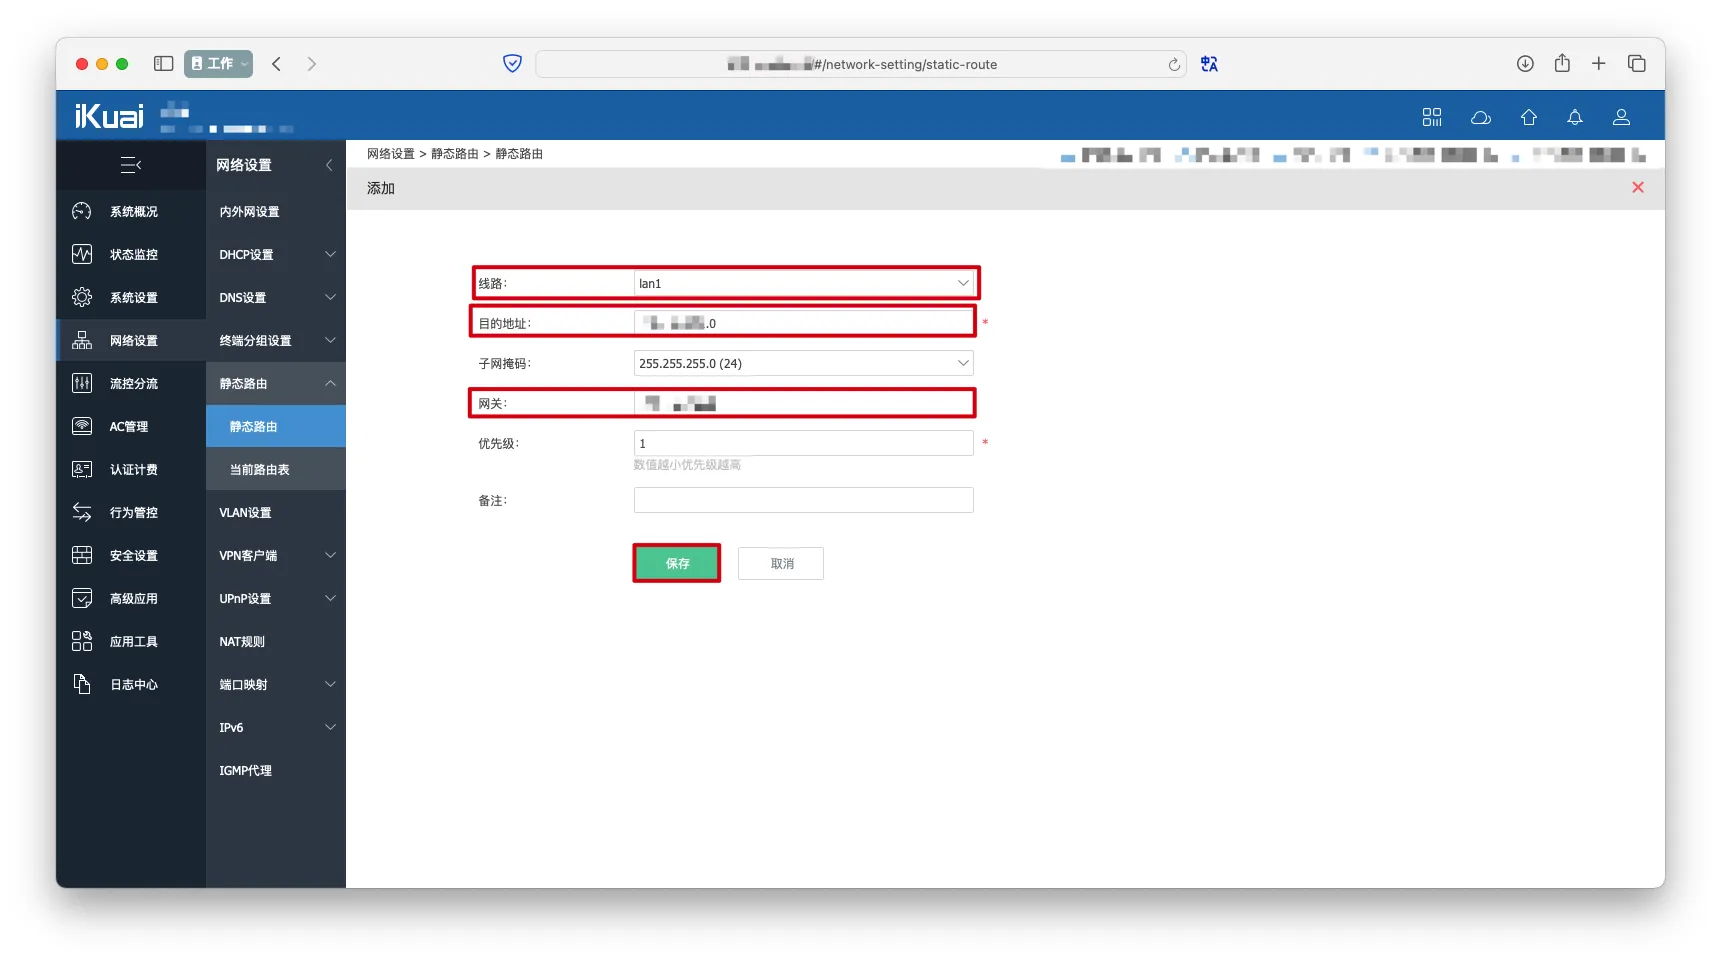 工作
/#/network-setting/static-route
iKuai
网络设置
网络设置 > 静态路由 > 静态路由
添加
系统概况
状态监控
系统设置
网络设置
流控分流
AC管理
认证计费
行为管控
安全设置
高级应用
应用工具
日志中心
内外网设置
DHCP设置
DNS设置
终端分组设置
静态路由
静态路由
当前路由表
VLAN设置
VPN客户端
UPnP设置
NAT规则
端口映射
IPv6
IGMP代理
线路: lan1
目的地址: .0 *
子网掩码: 255.255.255.0 (24)
网关:
优先级: 1 *
数值越小优先级越高
备注:
保存 取消